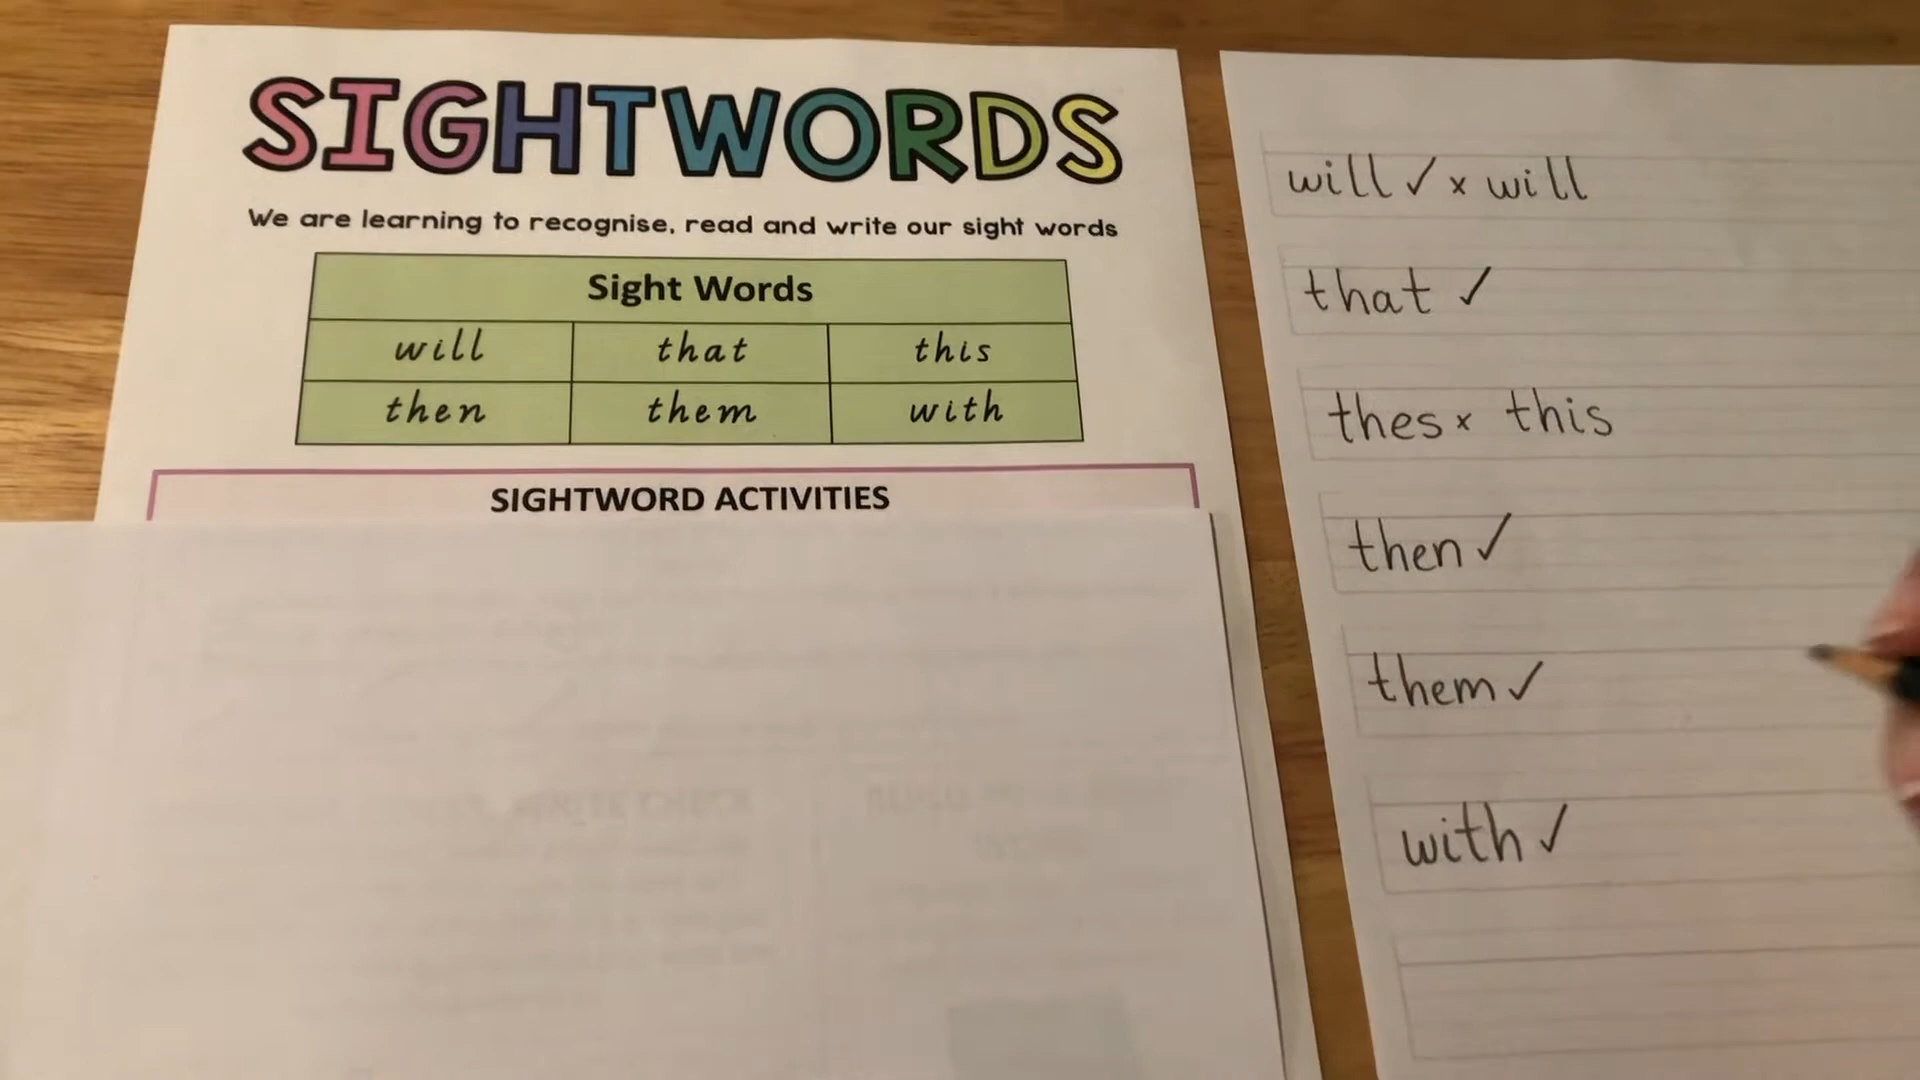 SIGHTWORDS
We are learning to recognise, read and write our sight words
Sight Words
will that this
then them with
SIGHTWORD ACTIVITIES
will ✓ x will
that ✓
thes x this
then ✓
them ✓
with ✓